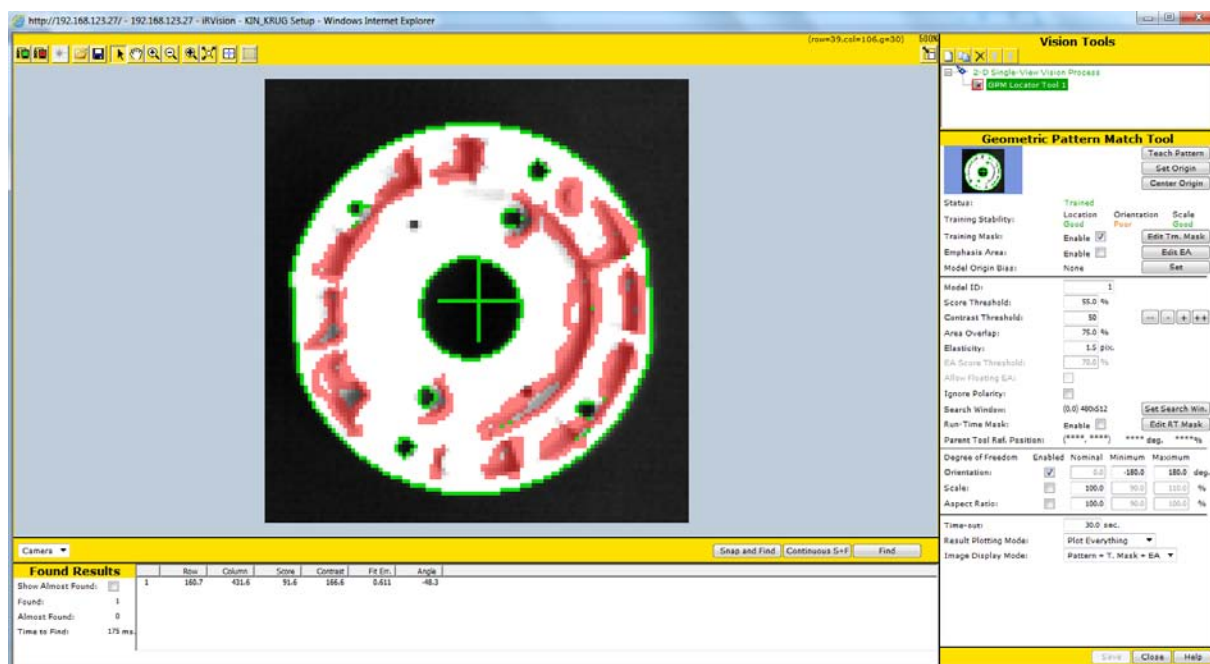 http://192.168.123.27/ - 192.168.123.27 - iRVision - KIN_KRUG Setup - Windows Internet Explorer
(row=39,col=106,g=30) 500%
Vision Tools
2-D Single-View Vision Process
GPM Locator Tool 1
Geometric Pattern Match Tool
Teach Pattern
Set Origin
Center Origin
Status: Trained
Training Stability: Location Orientation Scale
Good Poor Good
Training Mask: Enable Edit Trn. Mask
Emphasis Area: Enable Edit EA
Model Origin Bias: None Set
Model ID: 1
Score Threshold: 55.0 %
Contrast Threshold: 50 -- - + ++
Area Overlap: 75.0 %
Elasticity: 1.5 pix.
EA Score Threshold: 70.0 %
Allow Floating EA:
Ignore Polarity:
Search Window: (0,0) 480x512 Set Search Win.
Run-Time Mask: Enable Edit RT Mask
Parent Tool Ref. Position: (****, ****) **** deg. ****%
Degree of Freedom Enabled Nominal Minimum Maximum
Orientation: 0.0 -180.0 180.0 deg.
Scale: 100.0 90.0 110.0 %
Aspect Ratio: 100.0 90.0 100.0 %
Time-out: 30.0 sec.
Result Plotting Mode: Plot Everything
Image Display Mode: Pattern + T. Mask + EA
Camera Snap and Find Continuous S+F Find
Found Results
Row Column Score Contrast Fit Err. Angle
1 160.7 431.6 91.6 166.6 0.611 -48.3
Show Almost Found:
Found: 1
Almost Found: 0
Time to Find: 175 ms.
Save Close Help